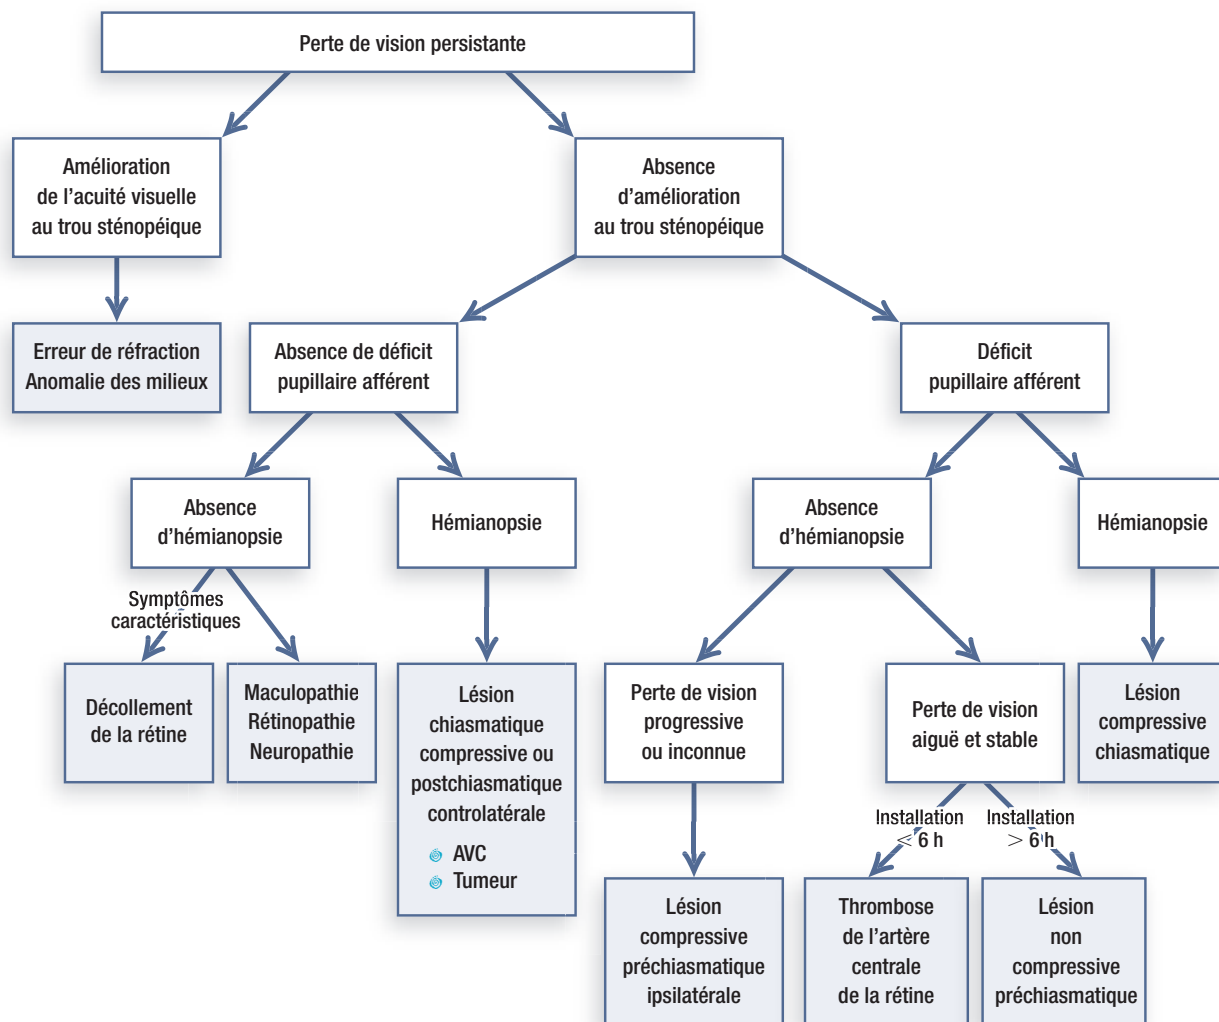 Perte de vision persistante
Amélioration
de l'acuité visuelle
au trou sténopéique
Absence
d'amélioration
au trou sténopéique
Erreur de réfraction
Anomalie des milieux
Absence de déficit
pupillaire afférent
Déficit
pupillaire afférent
Absence
d'hémianopsie
Hémianopsie
Absence
d'hémianopsie
Hémianopsie
Symptômes
caractéristiques
Décollement
de la rétine
Maculopathie
Rétinopathie
Neuropathie
Lésion
chiasmatique
compressive ou
postchiasmatique
controlatérale
AVC
Tumeur
Perte de vision
progressive
ou inconnue
Perte de vision
aiguë et stable
Lésion
compressive
chiasmatique
Installation
< 6 h
Installation
> 6 h
Lésion
compressive
préchiasmatique
ipsilatérale
Thrombose
de l'artère
centrale
de la rétine
Lésion
non
compressive
préchiasmatique